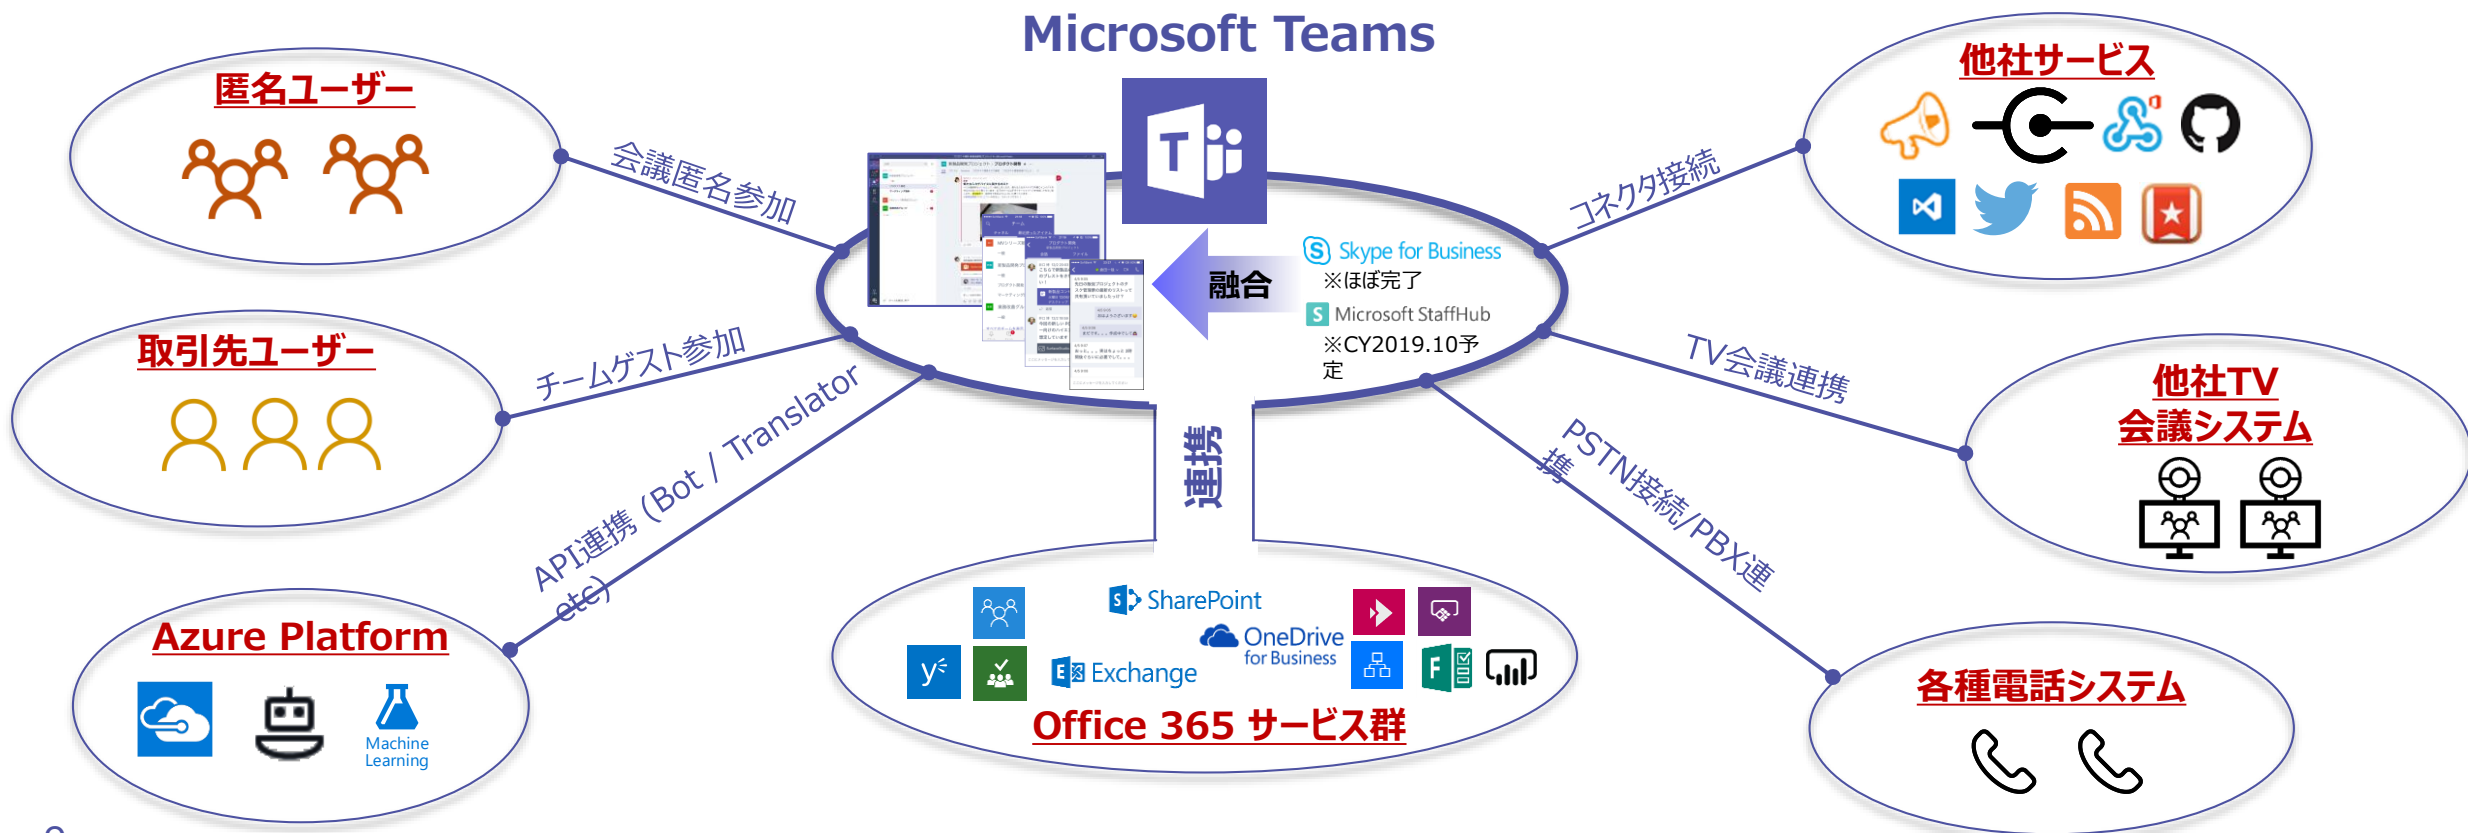 Microsoft Teams
匿名ユーザー
会議匿名参加
取引先ユーザー
チームゲスト参加
Azure Platform
Machine
Learning
API連携 (Bot / Translator
etc)
融合
Skype for Business
※ほぼ完了
Microsoft StaffHub
※CY2019.10予
定
連携
SharePoint
OneDrive
for Business
Exchange
Office 365 サービス群
他社サービス
コネクタ接続
TV会議連携
他社TV
会議システム
PSTN接続/PBX連
携
各種電話システム